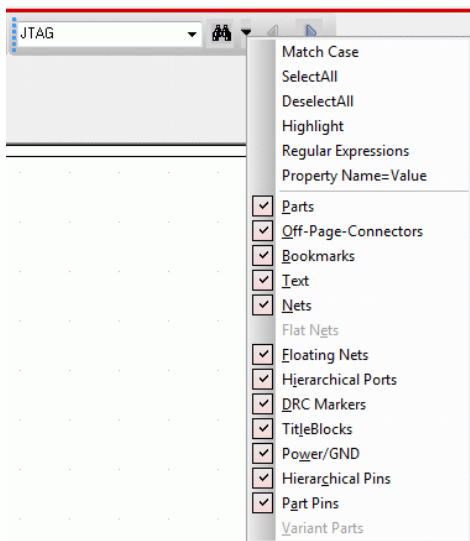 JTAG
Match Case
SelectAll
DeselectAll
Highlight
Regular Expressions
Property Name=Value
Parts
Off-Page-Connectors
Bookmarks
Text
Nets
Flat Nets
Floating Nets
Hierarchical Ports
DRC Markers
TitleBlocks
Power/GND
Hierarchical Pins
Part Pins
Variant Parts